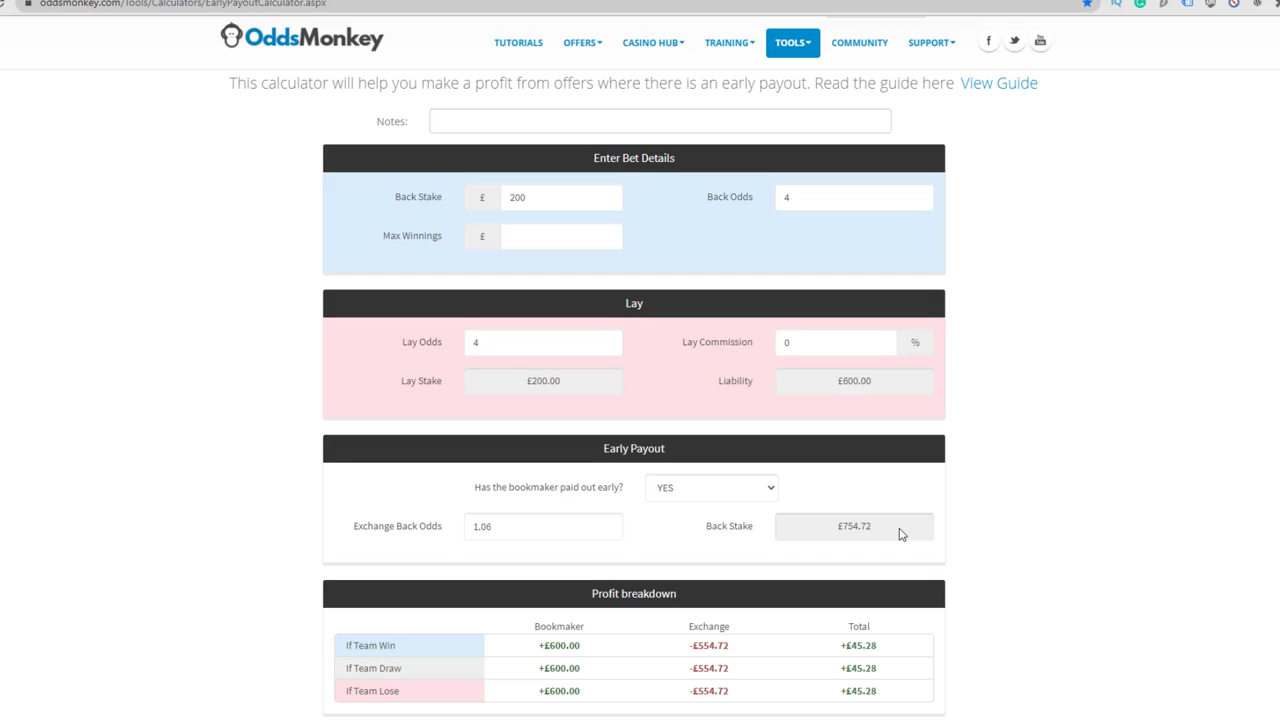 oddsmonkey.com/Tools/Calculators/EarlyPayoutCalculator.aspx
OddsMonkey TUTORIALS OFFERS CASINO HUB TRAINING TOOLS COMMUNITY SUPPORT
This calculator will help you make a profit from offers where there is an early payout. Read the guide here View Guide
Notes:
Enter Bet Details
Back Stake £ 200 Back Odds 4
Max Winnings £
Lay
Lay Odds 4 Lay Commission 0 %
Lay Stake £200.00 Liability £600.00
Early Payout
Has the bookmaker paid out early? YES
Exchange Back Odds 1.06 Back Stake £754.72
Profit breakdown
Bookmaker Exchange Total
If Team Win +£600.00 -£554.72 +£45.28
If Team Draw +£600.00 -£554.72 +£45.28
If Team Lose +£600.00 -£554.72 +£45.28